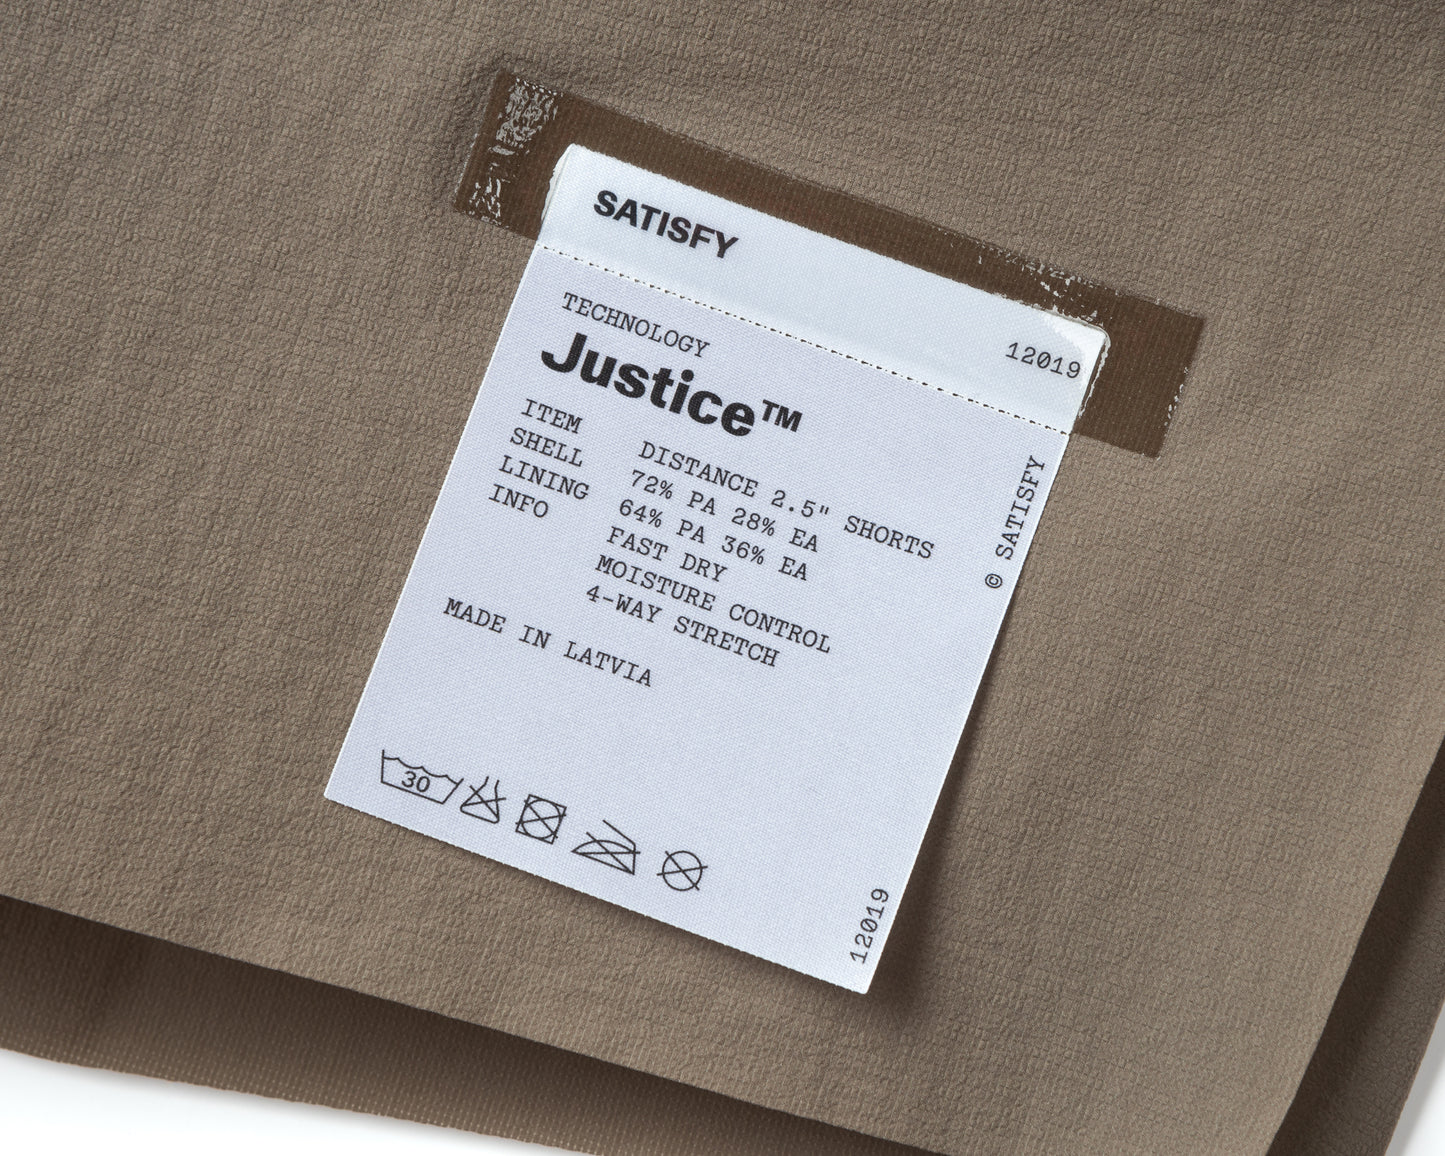 SATISFY
12019
TECHNOLOGY
Justice™
ITEM DISTANCE 2.5" SHORTS
SHELL 72% PA 28% EA
LINING 64% PA 36% EA
INFO FAST DRY
MOISTURE CONTROL
4-WAY STRETCH
MADE IN LATVIA
30
© SATISFY
12019